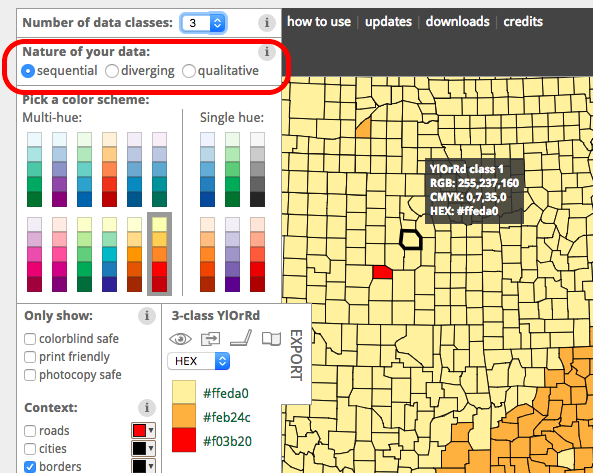 Number of data classes: 3 i
how to use | updates | downloads | credits
Nature of your data: i
sequential diverging qualitative
Pick a color scheme:
Multi-hue: Single hue:
YlOrRd class 1
RGB: 255,237,160
CMYK: 0,7,35,0
HEX: #ffeda0
Only show: i
colorblind safe
print friendly
photocopy safe
Context: i
roads
cities
borders
3-class YlOrRd
EXPORT
HEX
#ffeda0
#feb24c
#f03b20